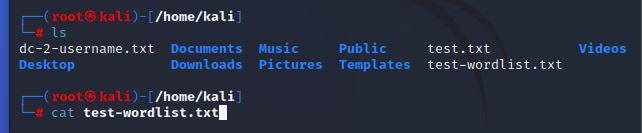 ┌──(root㉿kali)-[/home/kali]
└─# ls
dc-2-username.txt  Documents  Music     Public     test.txt           Videos
Desktop            Downloads  Pictures  Templates  test-wordlist.txt
┌──(root㉿kali)-[/home/kali]
└─# cat test-wordlist.txt